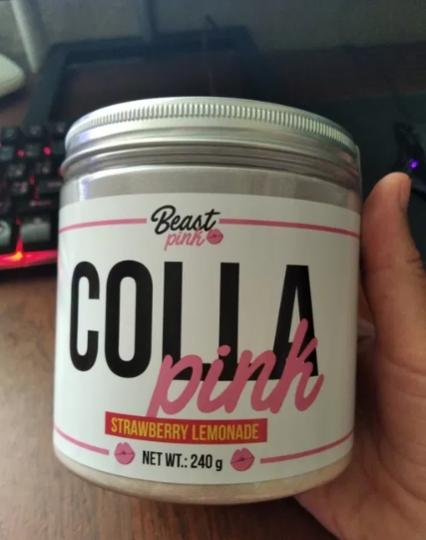 Beast
pink
COLLA
pink
STRAWBERRY LEMONADE
NET WT.: 240 g